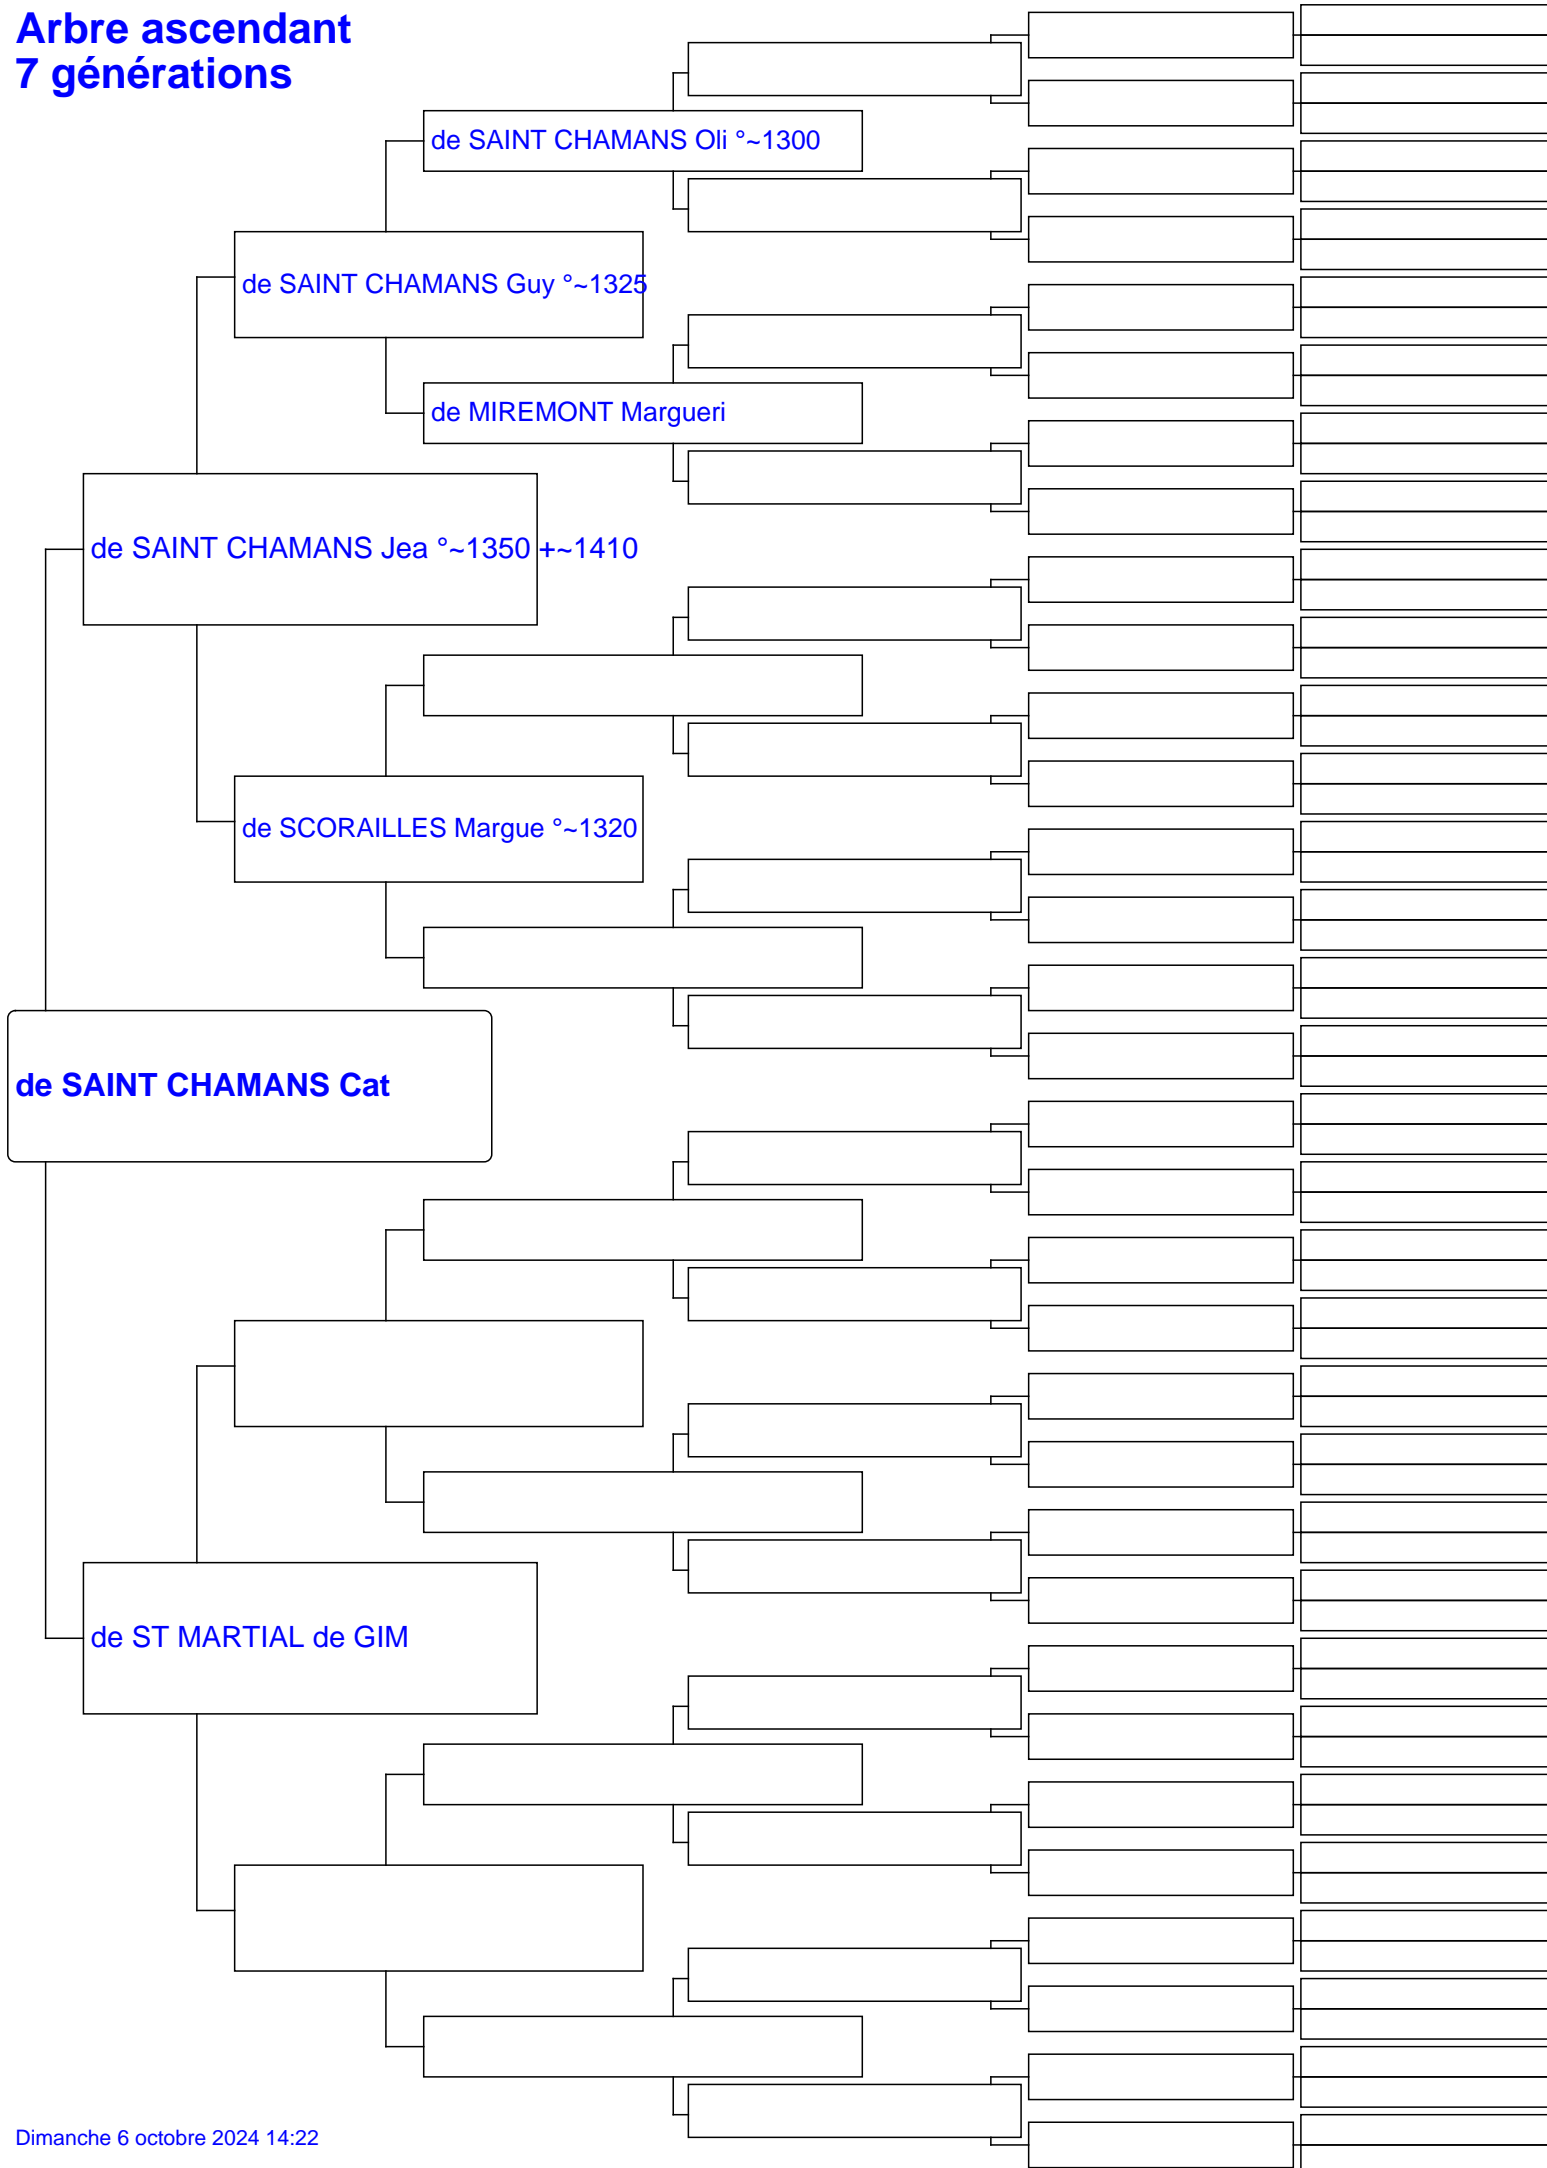 Arbre ascendant
7 générations
de SAINT CHAMANS Oli °~1300
de SAINT CHAMANS Guy °~1325
de MIREMONT Margueri
de SAINT CHAMANS Jea °~1350 +~1410
de SCORAILLES Margue °~1320
de SAINT CHAMANS Cat
de ST MARTIAL de GIM
Dimanche 6 octobre 2024 14:22